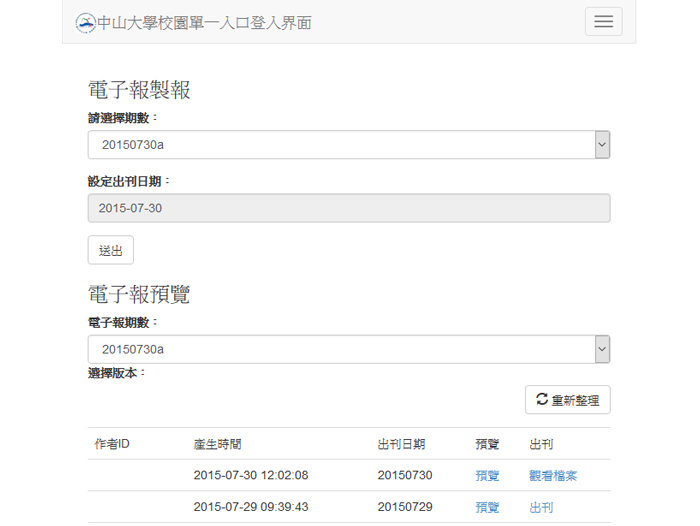 中山大學校園單一入口登入界面
電子報製報
請選擇期數：
20150730a
設定出刊日期：
2015-07-30
送出
電子報預覽
電子報期數：
20150730a
選擇版本：
重新整理
作者ID 產生時間 出刊日期 預覽 出刊
2015-07-30 12:02:08 20150730 預覽 觀看檔案
2015-07-29 09:39:43 20150729 預覽 出刊